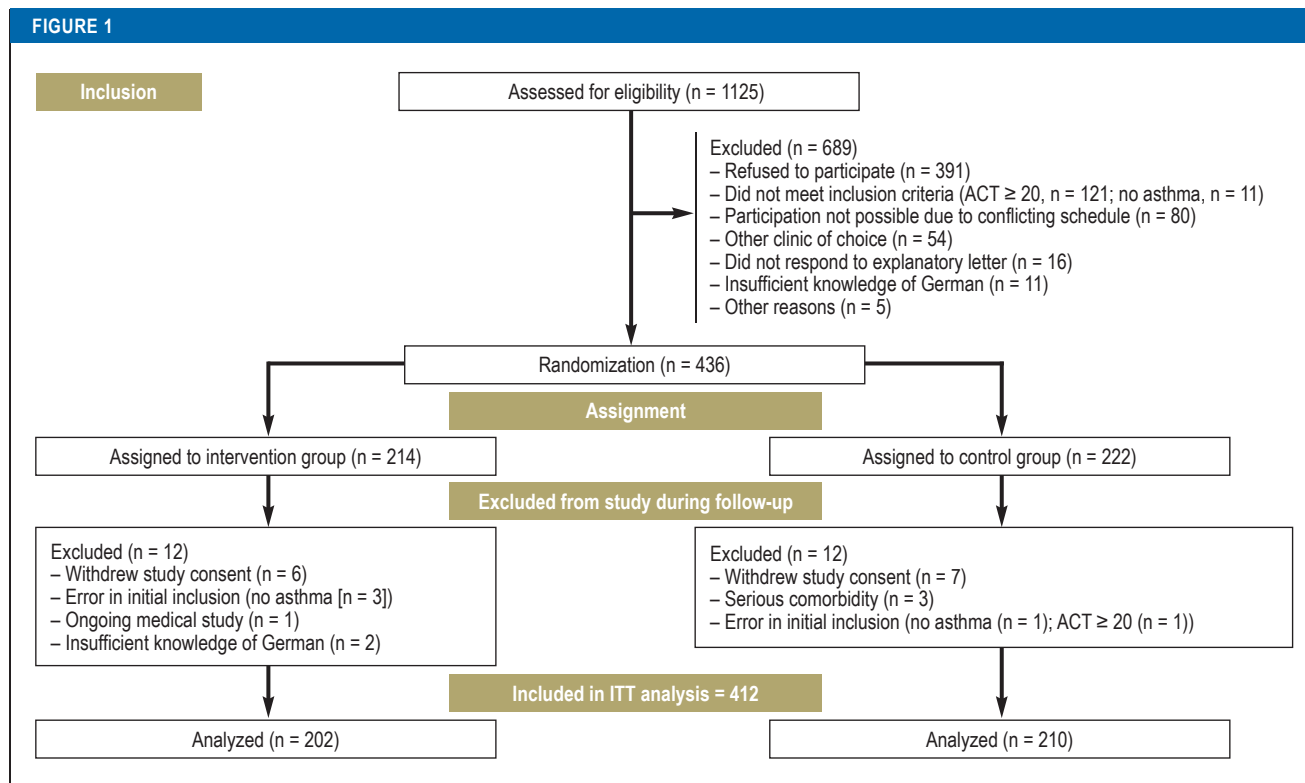 FIGURE 1
Inclusion
Assessed for eligibility (n = 1125)
Excluded (n = 689)
– Refused to participate (n = 391)
– Did not meet inclusion criteria (ACT ≥ 20, n = 121; no asthma, n = 11)
– Participation not possible due to conflicting schedule (n = 80)
– Other clinic of choice (n = 54)
– Did not respond to explanatory letter (n = 16)
– Insufficient knowledge of German (n = 11)
– Other reasons (n = 5)
Randomization (n = 436)
Assignment
Assigned to intervention group (n = 214)
Assigned to control group (n = 222)
Excluded from study during follow-up
Excluded (n = 12)
– Withdrew study consent (n = 6)
– Error in initial inclusion (no asthma [n = 3])
– Ongoing medical study (n = 1)
– Insufficient knowledge of German (n = 2)
Excluded (n = 12)
– Withdrew study consent (n = 7)
– Serious comorbidity (n = 3)
– Error in initial inclusion (no asthma (n = 1); ACT ≥ 20 (n = 1))
Included in ITT analysis = 412
Analyzed (n = 202)
Analyzed (n = 210)